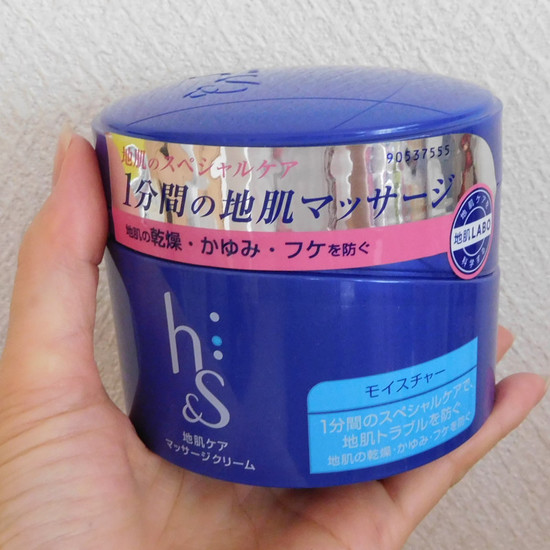 地肌のスペシャルケア
90537555
1分間の地肌マッサージ
地肌の乾燥・かゆみ・フケを防ぐ
地肌ケア
地肌LABO
h&S
地肌ケア
マッサージクリーム
モイスチャー
1分間のスペシャルケアで、
地肌トラブルを防ぐ
地肌の乾燥・かゆみ・フケを防ぐ